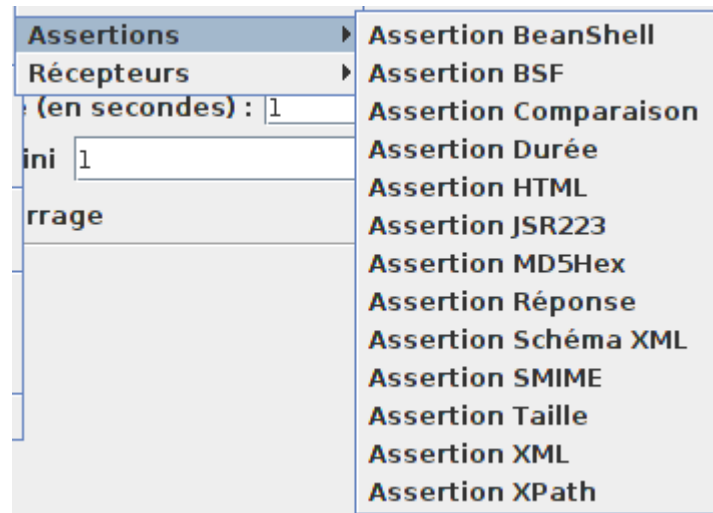 Assertions
Récepteurs
(en secondes) : 1
ini 1
rrage
Assertion BeanShell
Assertion BSF
Assertion Comparaison
Assertion Durée
Assertion HTML
Assertion JSR223
Assertion MD5Hex
Assertion Réponse
Assertion Schéma XML
Assertion SMIME
Assertion Taille
Assertion XML
Assertion XPath